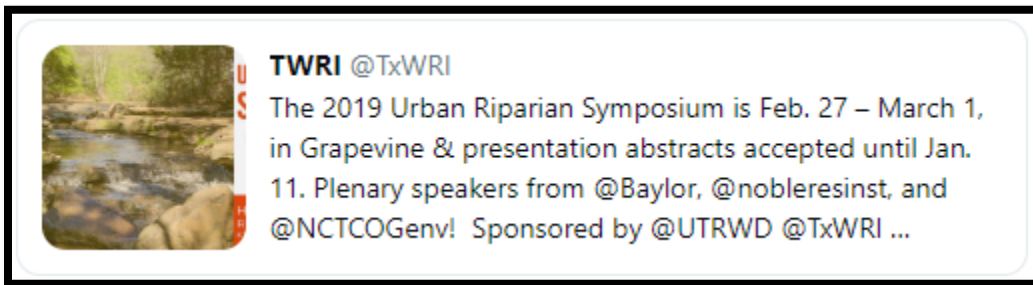 TWRI @TxWRI
The 2019 Urban Riparian Symposium is Feb. 27 – March 1,
in Grapevine & presentation abstracts accepted until Jan.
11. Plenary speakers from @Baylor, @nobleresinst, and
@NCTCOGenv!  Sponsored by @UTRWD @TxWRI ...